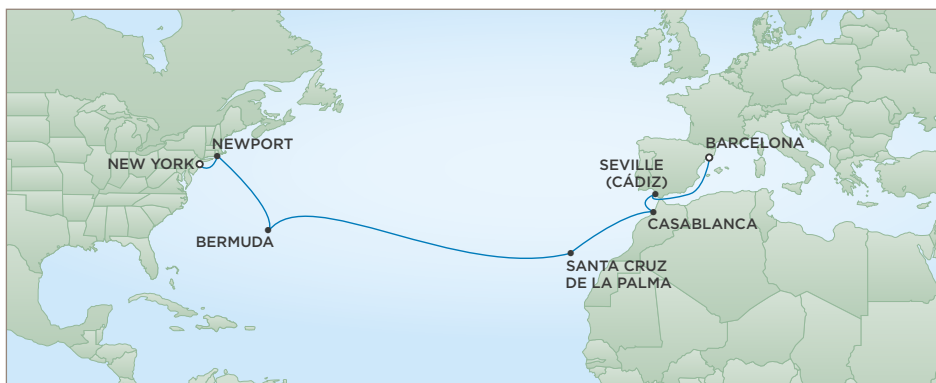 NEWPORT
NEW YORK
BERMUDA
BARCELONA
SEVILLE
(CÁDIZ)
CASABLANCA
SANTA CRUZ
DE LA PALMA